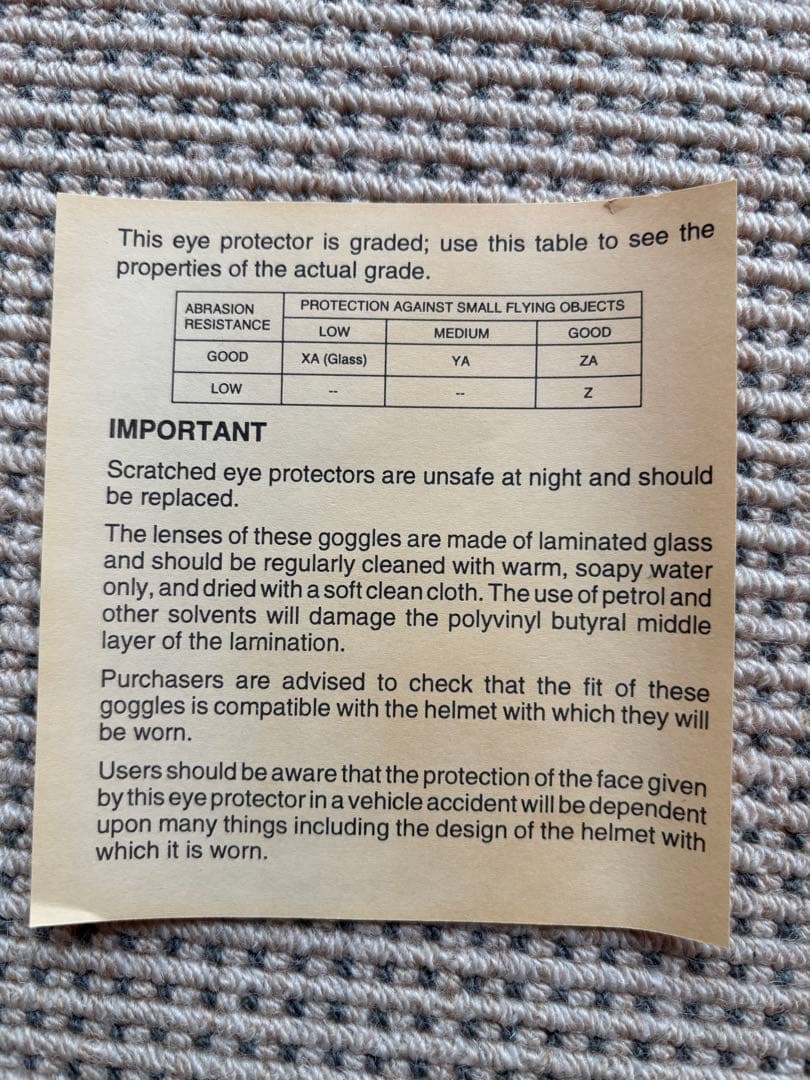 This eye protector is graded; use this table to see the
properties of the actual grade.
ABRASION RESISTANCE PROTECTION AGAINST SMALL FLYING OBJECTS
LOW MEDIUM GOOD
GOOD XA (Glass) YA ZA
LOW -- -- Z
IMPORTANT
Scratched eye protectors are unsafe at night and should
be replaced.
The lenses of these goggles are made of laminated glass
and should be regularly cleaned with warm, soapy water
only, and dried with a soft clean cloth. The use of petrol and
other solvents will damage the polyvinyl butyral middle
layer of the lamination.
Purchasers are advised to check that the fit of these
goggles is compatible with the helmet with which they will
be worn.
Users should be aware that the protection of the face given
by this eye protector in a vehicle accident will be dependent
upon many things including the design of the helmet with
which it is worn.